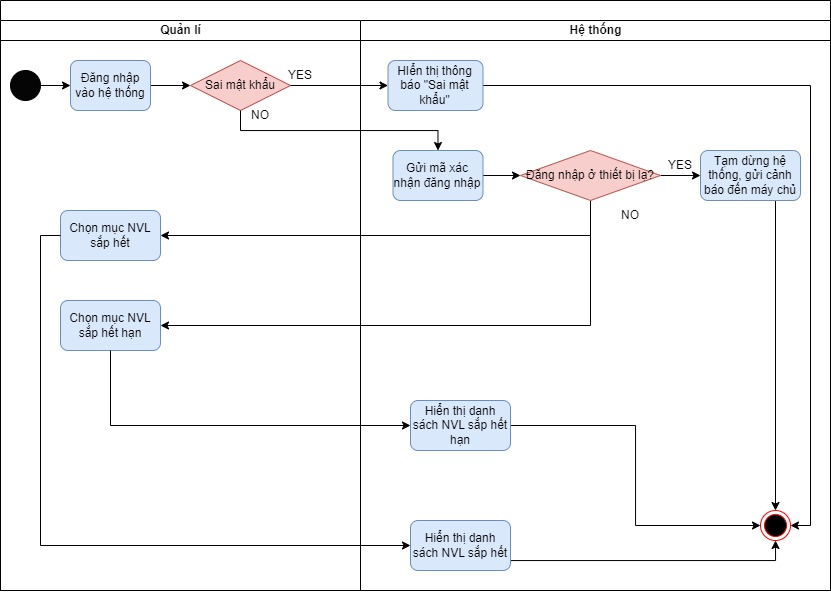 Quản lí
Hệ thống
Đăng nhập
vào hệ thống
Sai mật khẩu
YES
HIển thị thông
báo "Sai mật
khẩu"
NO
Gửi mã xác
nhận đăng nhập
Đăng nhập ở thiết bị lạ?
YES
Tạm dừng hệ
thống, gửi cảnh
báo đến máy chủ
NO
Chọn mục NVL
sắp hết
Chọn mục NVL
sắp hết hạn
Hiển thị danh
sách NVL sắp hết
hạn
Hiển thị danh
sách NVL sắp hết